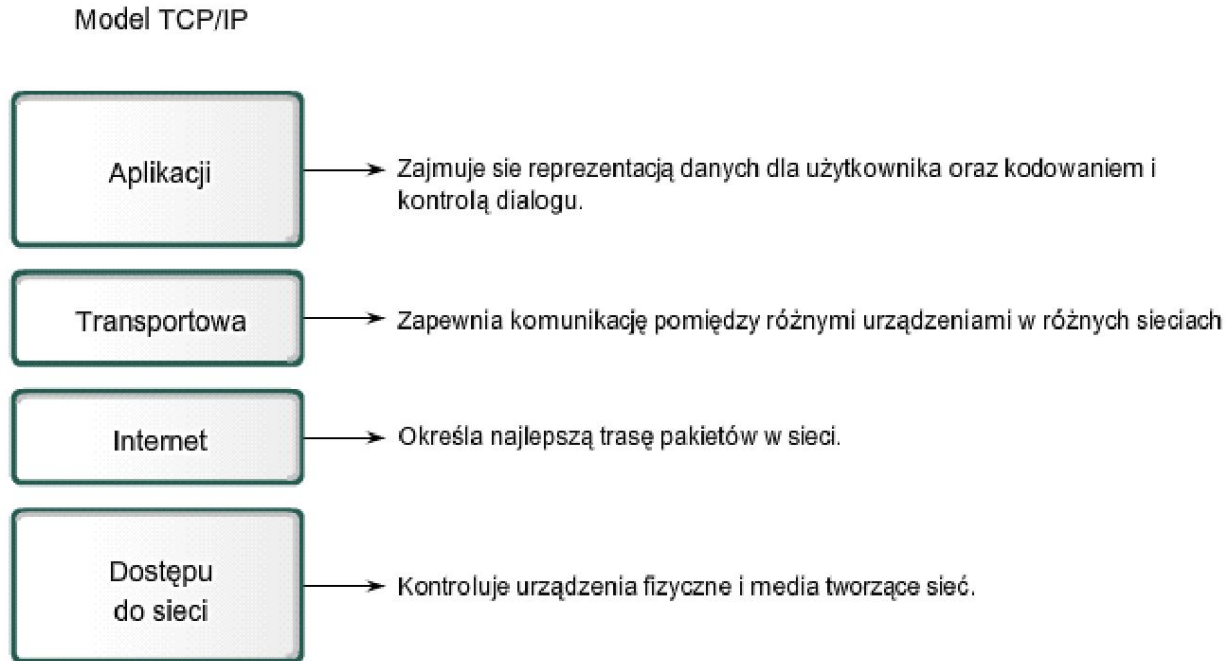 Model TCP/IP
Aplikacji
Zajmuje sie reprezentacją danych dla użytkownika oraz kodowaniem i
kontrolą dialogu.
Transportowa
Zapewnia komunikację pomiędzy różnymi urządzeniami w różnych sieciach
Internet
Określa najlepszą trasę pakietów w sieci.
Dostępu
do sieci
Kontroluje urządzenia fizyczne i media tworzące sieć.